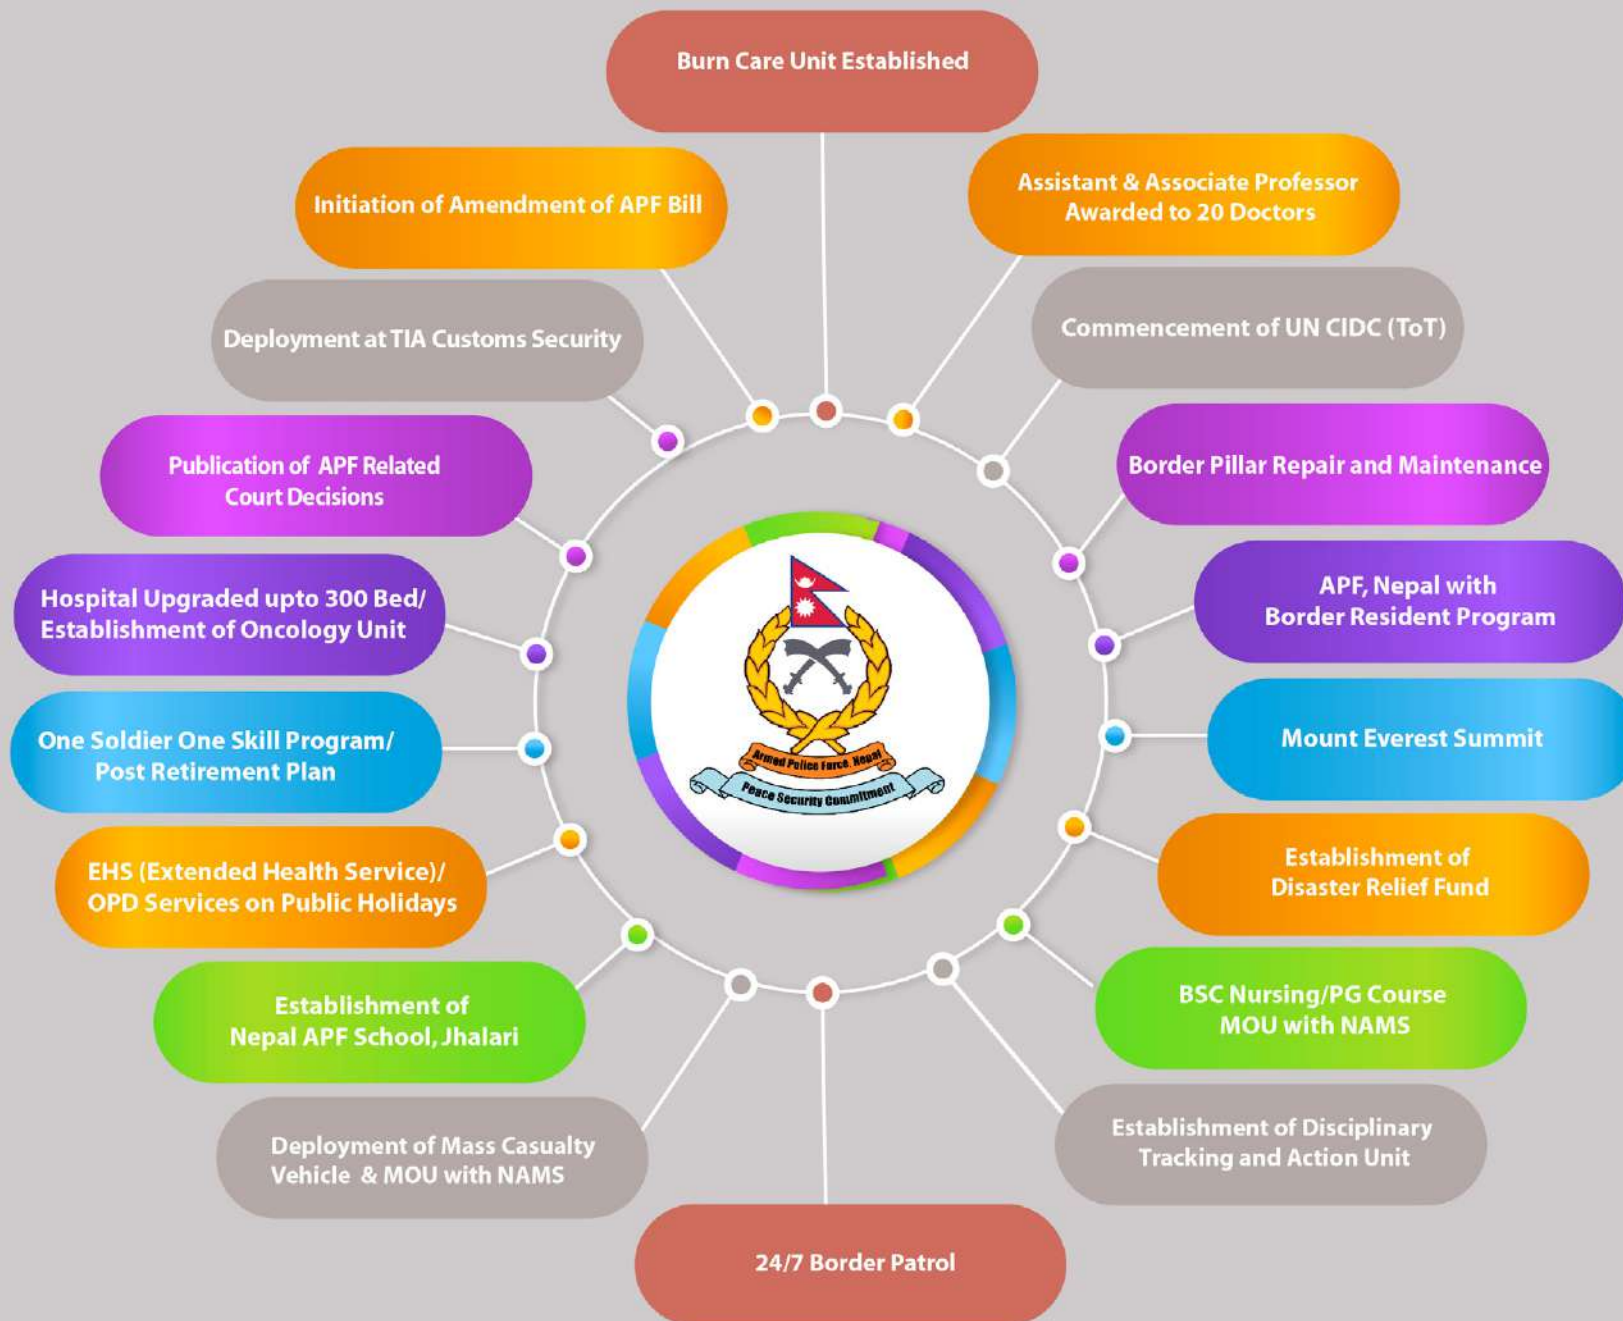 Burn Care Unit Established
Initiation of Amendment of APF Bill
Assistant & Associate Professor
Awarded to 20 Doctors
Deployment at TIA Customs Security
Commencement of UN CIDC (ToT)
Publication of APF Related
Court Decisions
Border Pillar Repair and Maintenance
Hospital Upgraded upto 300 Bed/
Establishment of Oncology Unit
APF, Nepal with
Border Resident Program
One Soldier One Skill Program/
Post Retirement Plan
Armed Police Force, Nepal
Peace Security Commitment
Mount Everest Summit
EHS (Extended Health Service)/
OPD Services on Public Holidays
Establishment of
Disaster Relief Fund
Establishment of
Nepal APF School, Jhalari
BSC Nursing/PG Course
MOU with NAMS
Deployment of Mass Casualty
Vehicle & MOU with NAMS
Establishment of Disciplinary
Tracking and Action Unit
24/7 Border Patrol